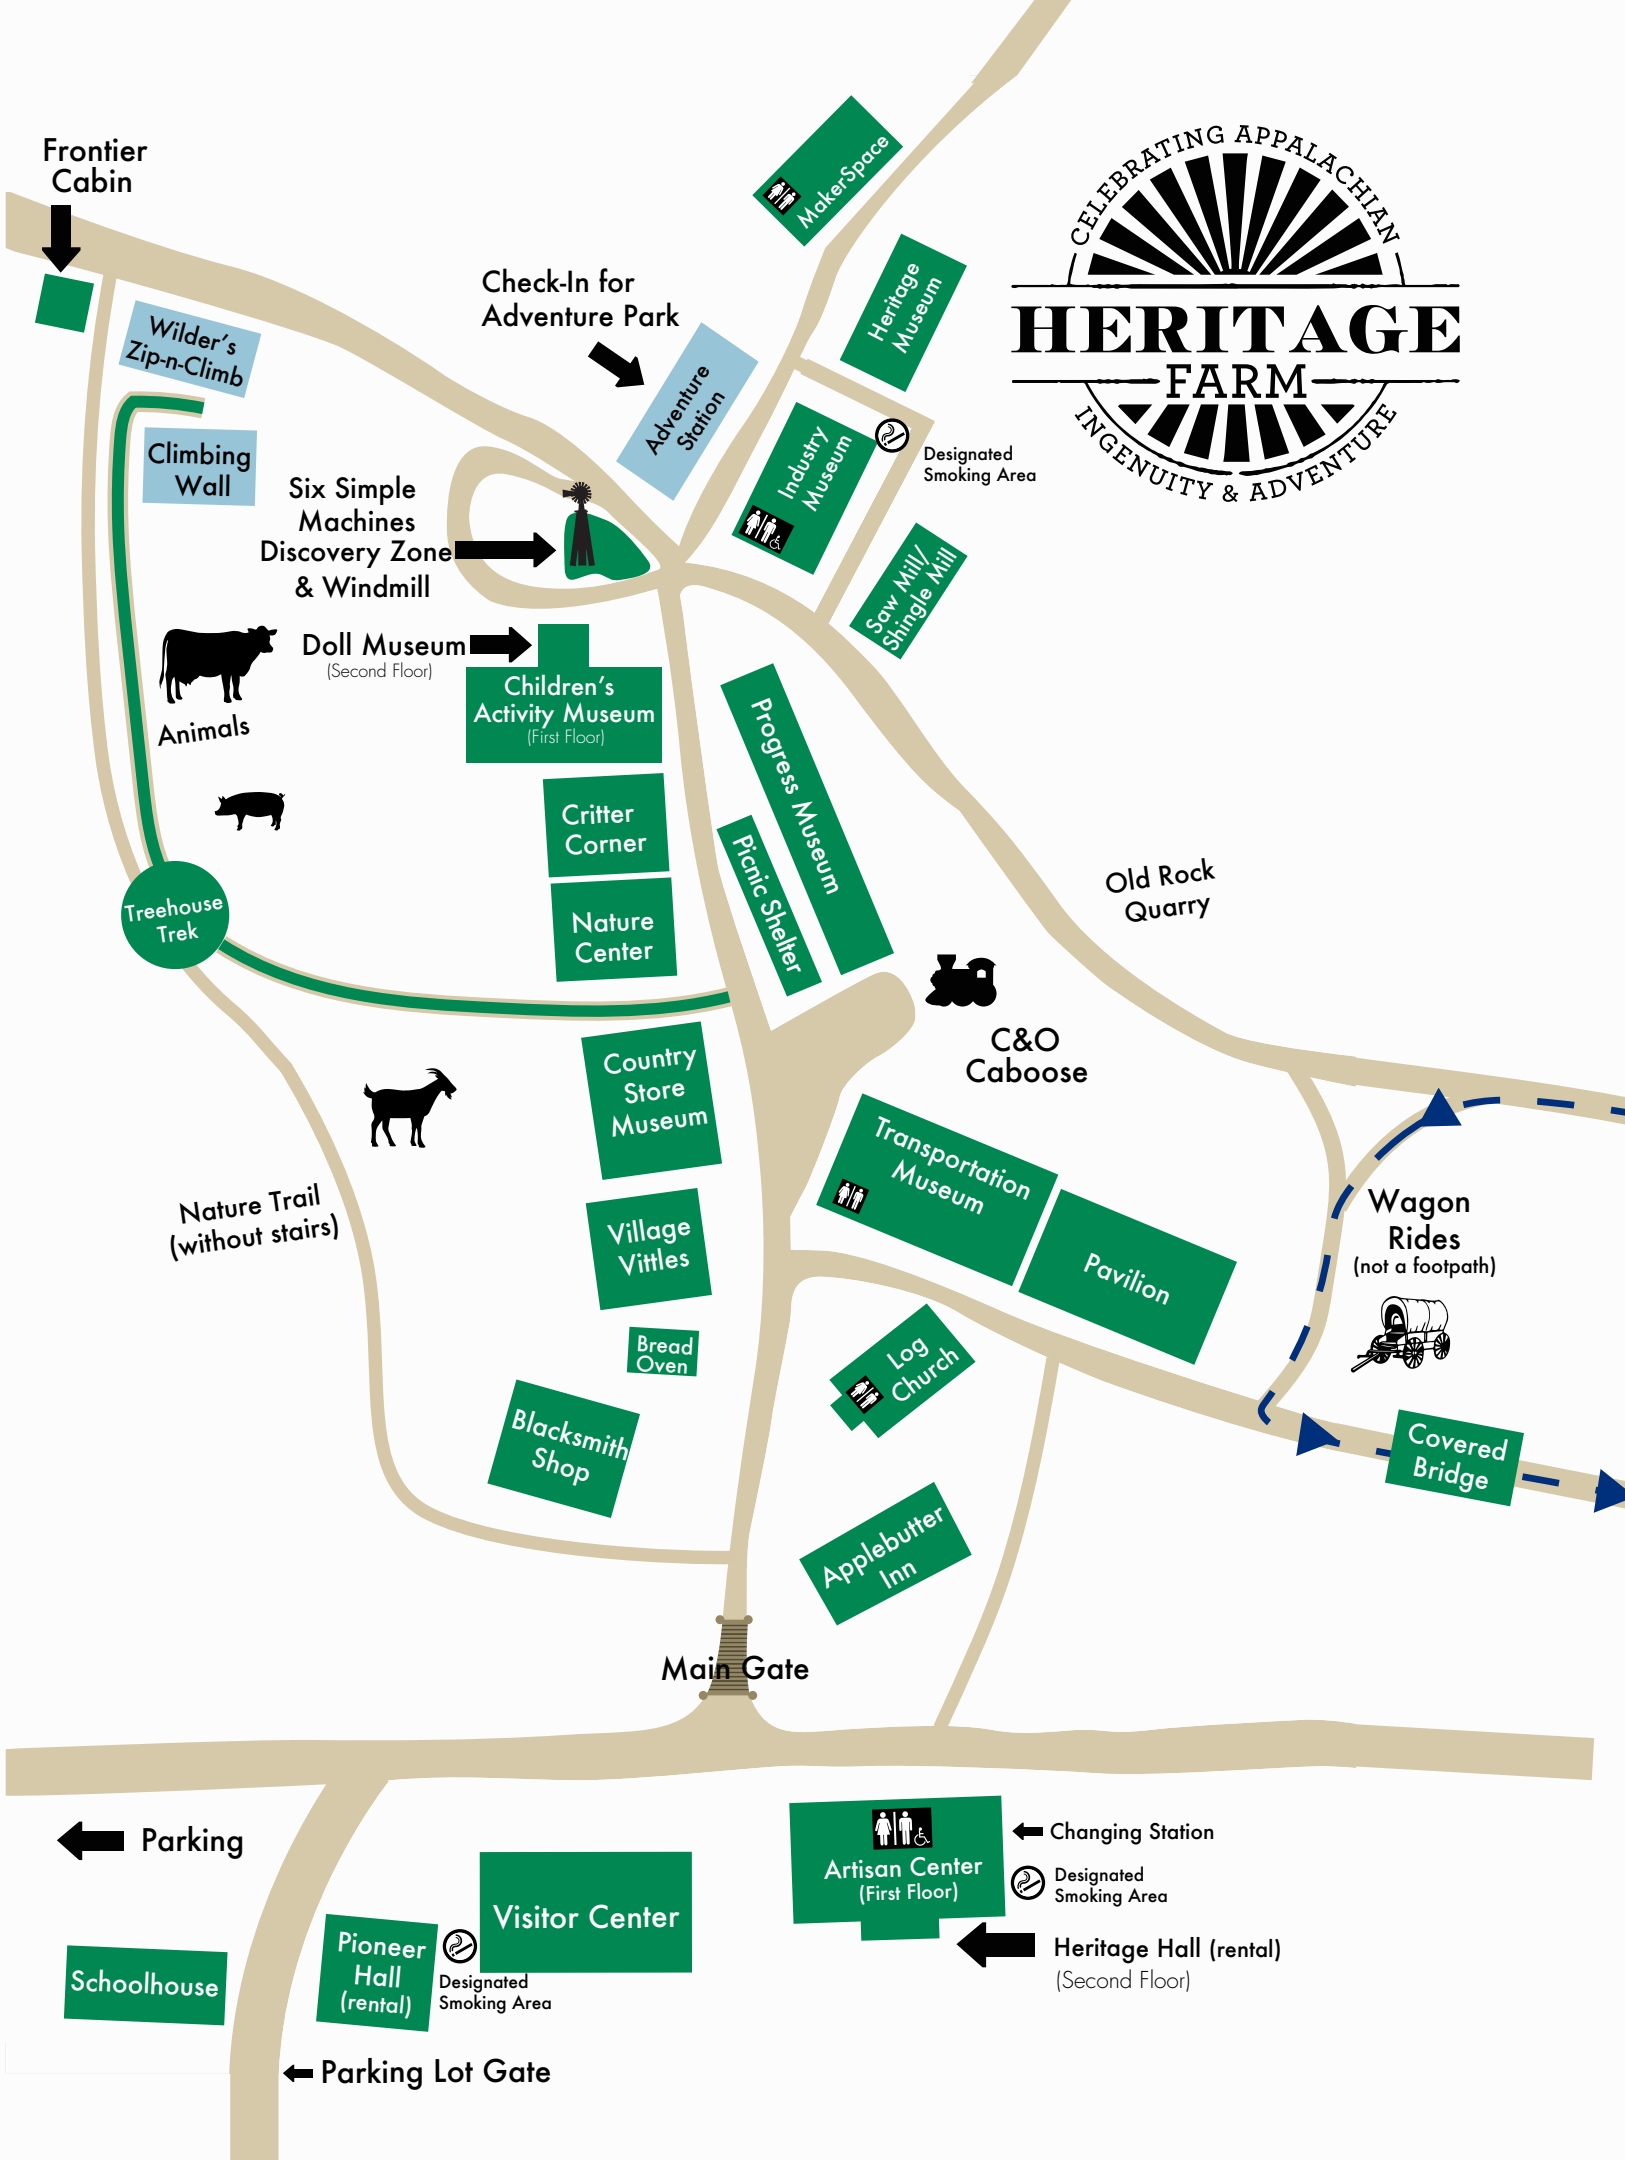 CELEBRATING APPALACHIAN
HERITAGE
FARM
INGENUITY & ADVENTURE
Frontier
Cabin
MakerSpace
Wilder's
Zip-n-Climb
Check-In for
Adventure Park
Heritage
Museum
Adventure
Station
Climbing
Wall
Industry
Museum
Designated
Smoking Area
Six Simple
Machines
Discovery Zone
& Windmill
Saw Mill/
Shingle Mill
Doll Museum
(Second Floor)
Children's
Activity Museum
(First Floor)
Animals
Progress Museum
Critter
Corner
Picnic Shelter
Treehouse
Trek
Nature
Center
Old Rock
Quarry
C&O
Caboose
Country
Store
Museum
Transportation
Museum
Nature Trail
(without stairs)
Village
Vittles
Pavilion
Wagon
Rides
(not a footpath)
Bread
Oven
Log
Church
Blacksmith
Shop
Covered
Bridge
Applebutter
Inn
Main Gate
Parking
Artisan Center
(First Floor)
Changing Station
Designated
Smoking Area
Heritage Hall (rental)
(Second Floor)
Visitor Center
Pioneer
Hall
(rental)
Designated
Smoking Area
Schoolhouse
Parking Lot Gate